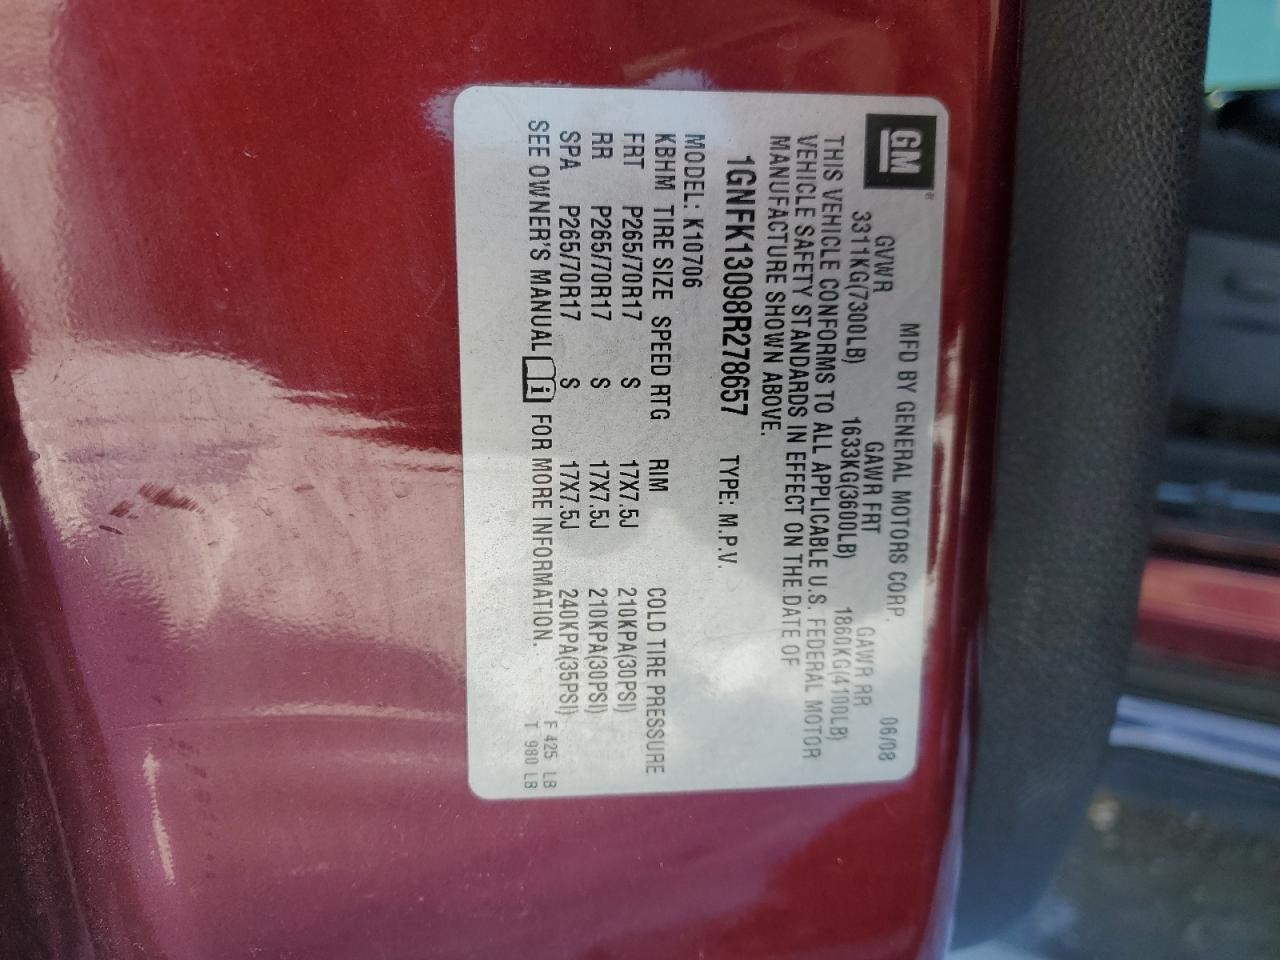 GM®
MFD BY GENERAL MOTORS CORP. 06/08
GVWR GAWR FRT GAWR RR
3311KG(7300LB) 1633KG(3600LB) 1860KG(4100LB)
THIS VEHICLE CONFORMS TO ALL APPLICABLE U.S. FEDERAL MOTOR
VEHICLE SAFETY STANDARDS IN EFFECT ON THE DATE OF
MANUFACTURE SHOWN ABOVE.
1GNFK13098R278657 TYPE: M.P.V.
MODEL: K10706
KBHM TIRE SIZE SPEED RTG RIM COLD TIRE PRESSURE
FRT P265/70R17 S 17X7.5J 210KPA(30PSI)
RR P265/70R17 S 17X7.5J 210KPA(30PSI)
SPA P265/70R17 S 17X7.5J 240KPA(35PSI)
SEE OWNER'S MANUAL i FOR MORE INFORMATION.
F 425 LB
T 980 LB